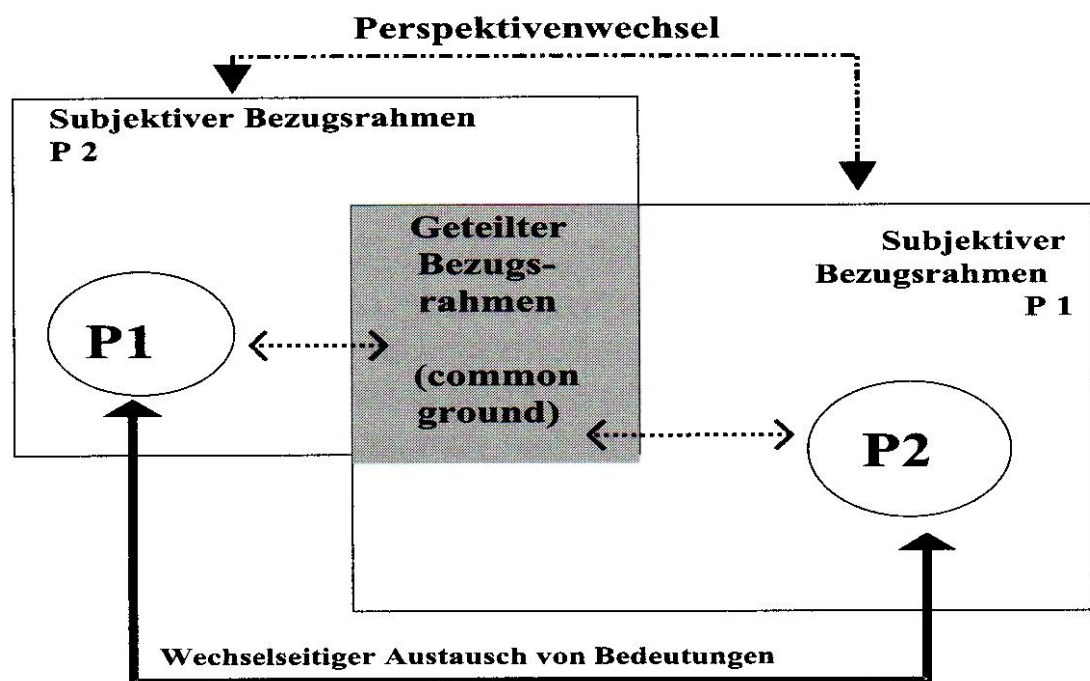 Perspektivenwechsel
Subjektiver Bezugsrahmen
P 2
Geteilter
Bezugs-
rahmen
(common
ground)
Subjektiver
Bezugsrahmen
P 1
P1
P2
Wechselseitiger Austausch von Bedeutungen